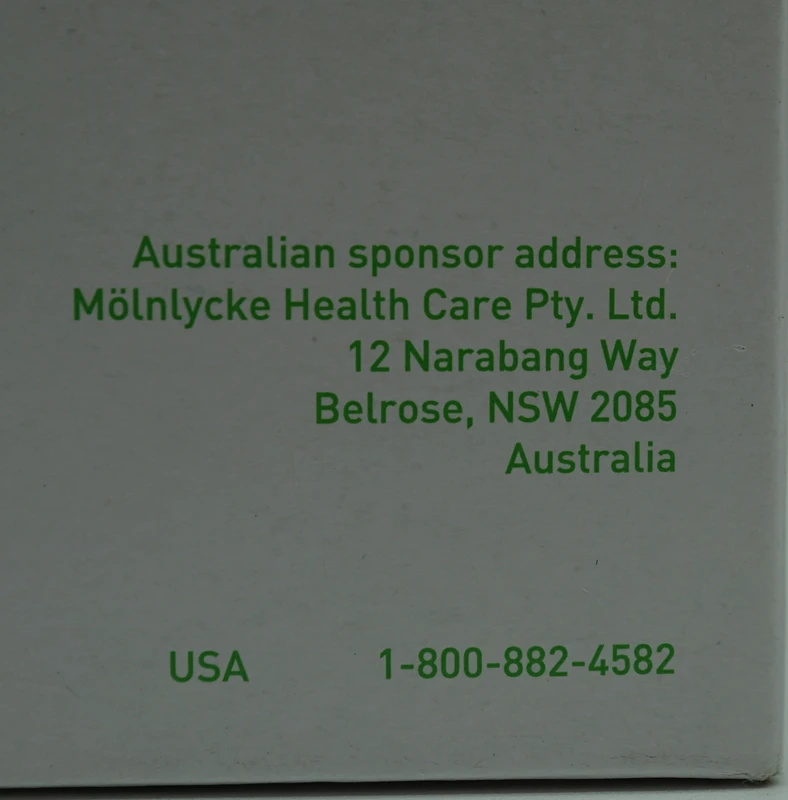 Australian sponsor address:
Mölnlycke Health Care Pty. Ltd.
12 Narabang Way
Belrose, NSW 2085
Australia
USA 1-800-882-4582